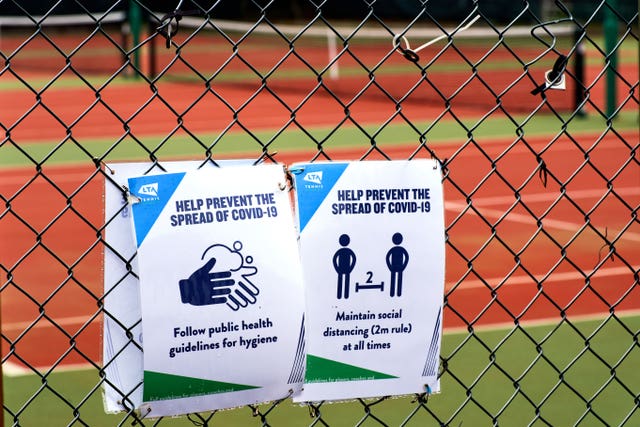 LTA
TENNIS
HELP PREVENT THE
SPREAD OF COVID-19
Follow public health
guidelines for hygiene
LTA
TENNIS
HELP PREVENT THE
SPREAD OF COVID-19
2
Maintain social
distancing (2m rule)
at all times